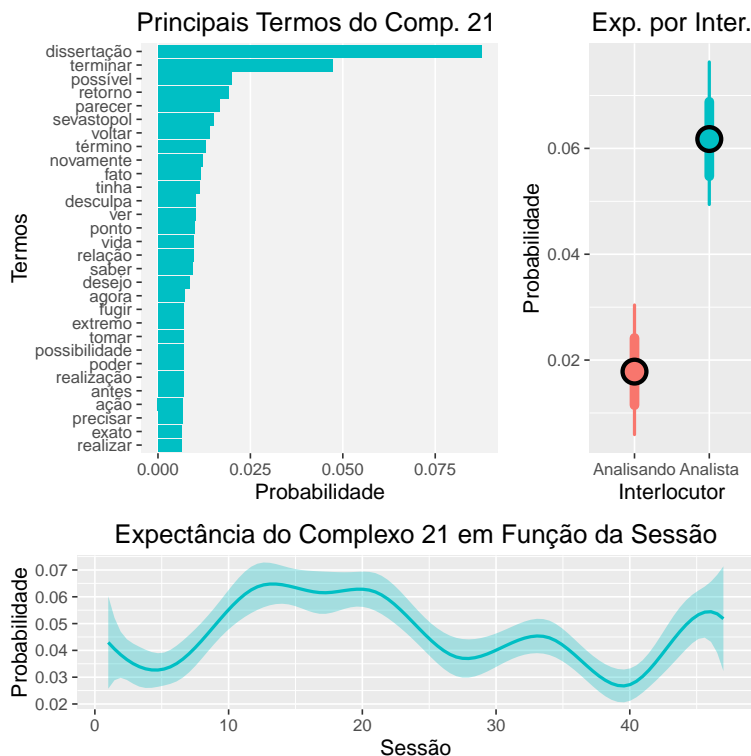 Principais Termos do Comp. 21
Termos
dissertação
terminar
possível
retorno
parecer
sevastopol
voltar
término
novamente
fato
tinha
desculpa
ver
ponto
vida
relação
saber
desejo
agora
fugir
extremo
tomar
possibilidade
poder
realização
antes
ação
precisar
exato
realizar
0.000 0.025 0.050 0.075
Probabilidade
Exp. por Inter.
Probabilidade
0.06
0.04
0.02
Analisando Analista
Interlocutor
Expectância do Complexo 21 em Função da Sessão
Probabilidade
0.07
0.06
0.05
0.04
0.03
0.02
0 10 20 30 40
Sessão